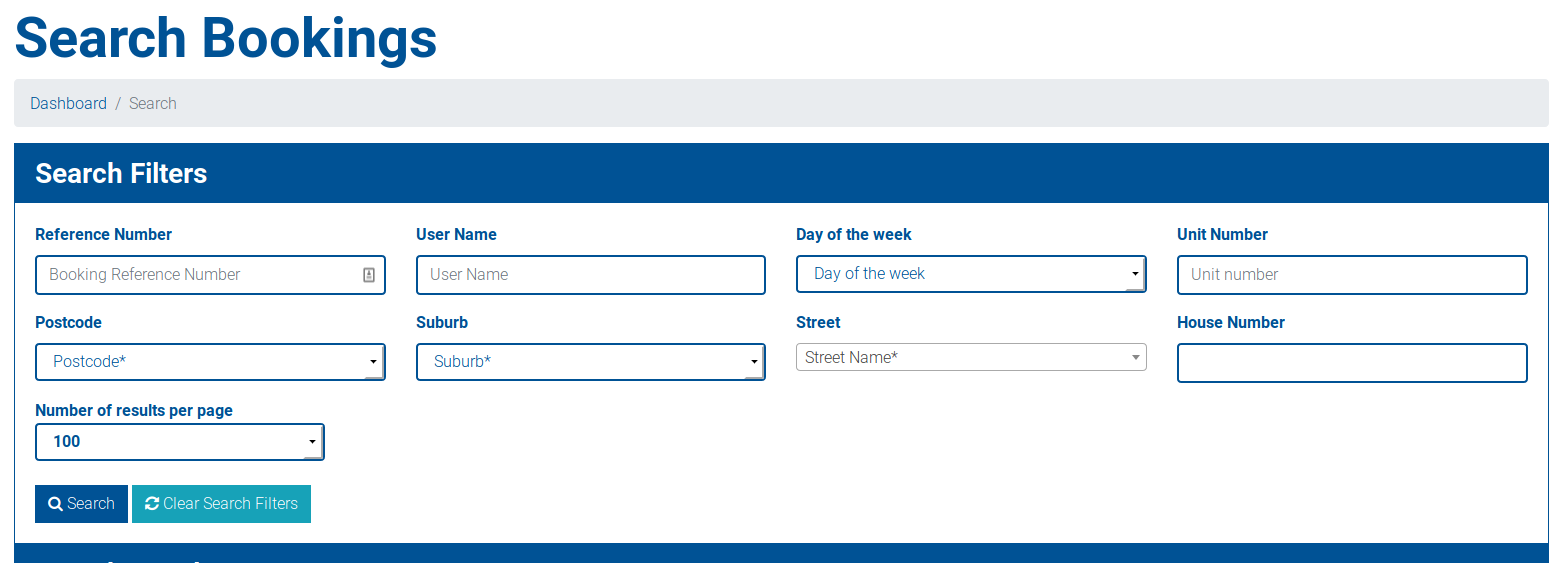 Search Bookings
Dashboard / Search
Search Filters
Reference Number User Name Day of the week Unit Number
Booking Reference Number User Name Day of the week Unit number
Postcode Suburb Street House Number
Postcode* Suburb* Street Name*
Number of results per page
100
Search Clear Search Filters